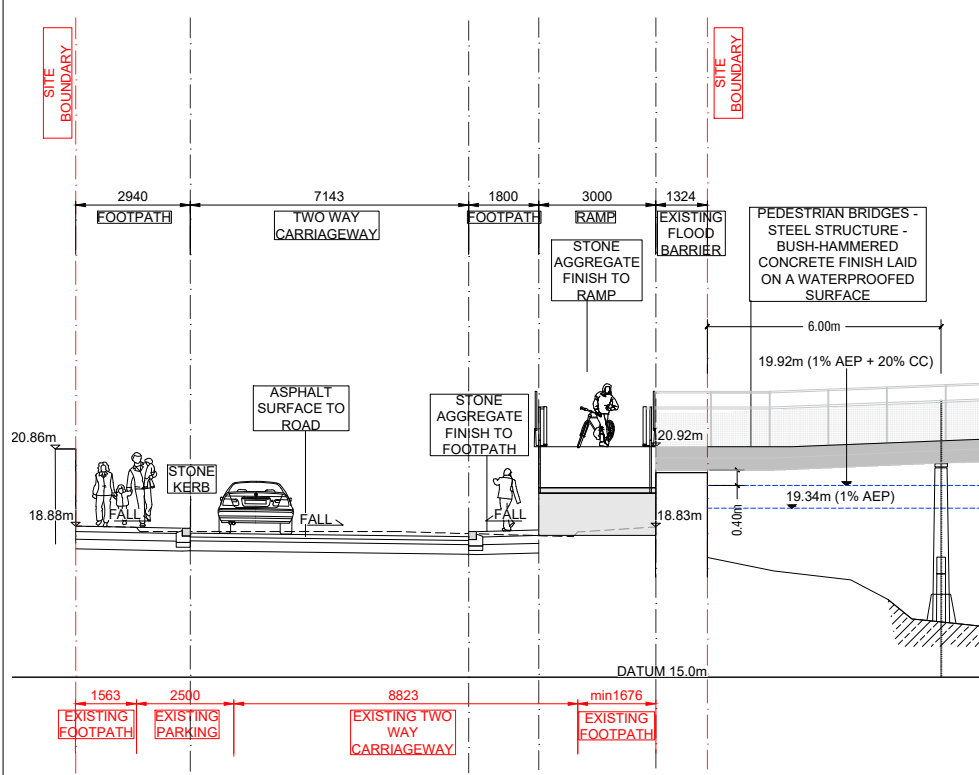 SITE
BOUNDARY
SITE
BOUNDARY
2940
7143
1800
3000
1324
FOOTPATH
TWO WAY
CARRIAGEWAY
FOOTPATH
RAMP
EXISTING
FLOOD
BARRIER
PEDESTRIAN BRIDGES -
STEEL STRUCTURE -
BUSH-HAMMERED
CONCRETE FINISH LAID
ON A WATERPROOFED
SURFACE
STONE
AGGREGATE
FINISH TO
RAMP
6.00m
19.92m (1% AEP + 20% CC)
ASPHALT
SURFACE TO
ROAD
STONE
AGGREGATE
FINISH TO
FOOTPATH
20.86m
20.92m
STONE
KERB
19.34m (1% AEP)
18.88m
FALL
FALL
FALL
18.83m
0.40m
DATUM 15.0m
1563
2500
8823
min1676
EXISTING
FOOTPATH
EXISTING
PARKING
EXISTING TWO
WAY
CARRIAGEWAY
EXISTING
FOOTPATH